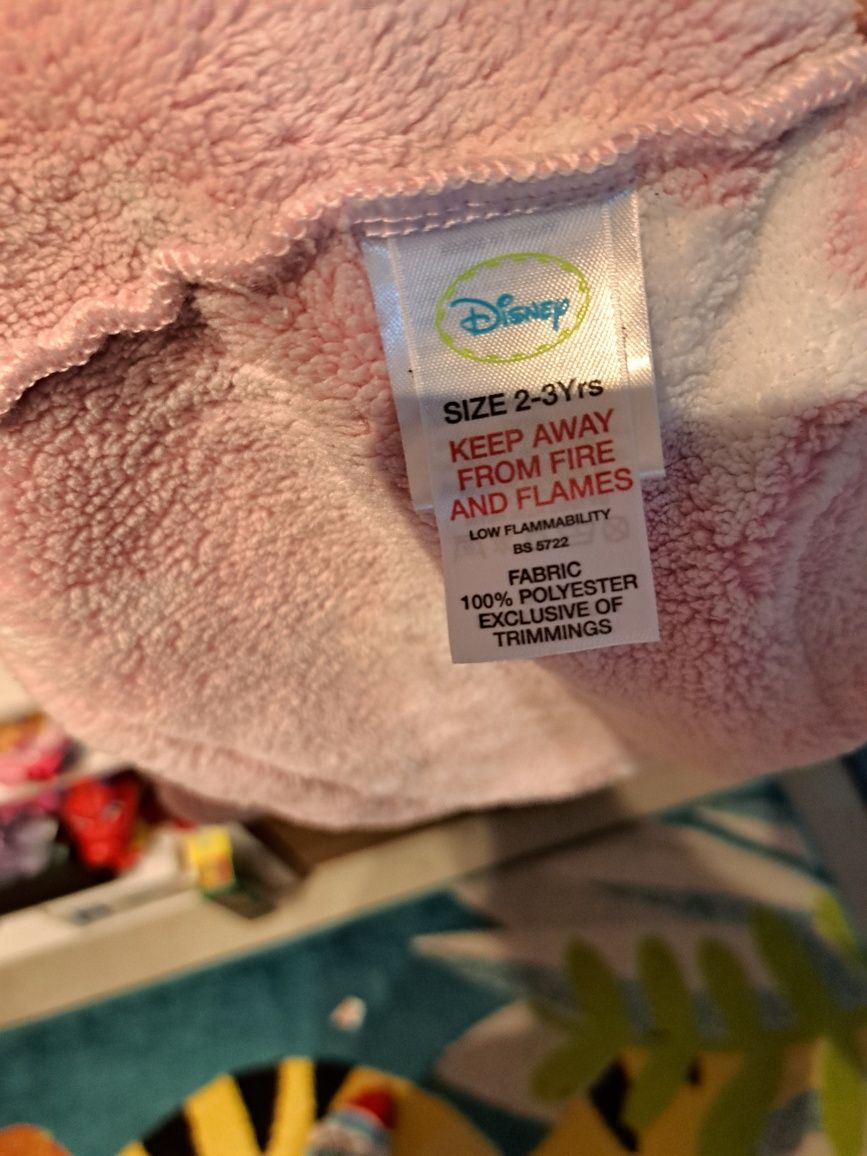 Disney
SIZE 2-3Yrs
KEEP AWAY
FROM FIRE
AND FLAMES
LOW FLAMMABILITY
BS 5722
FABRIC
100% POLYESTER
EXCLUSIVE OF
TRIMMINGS